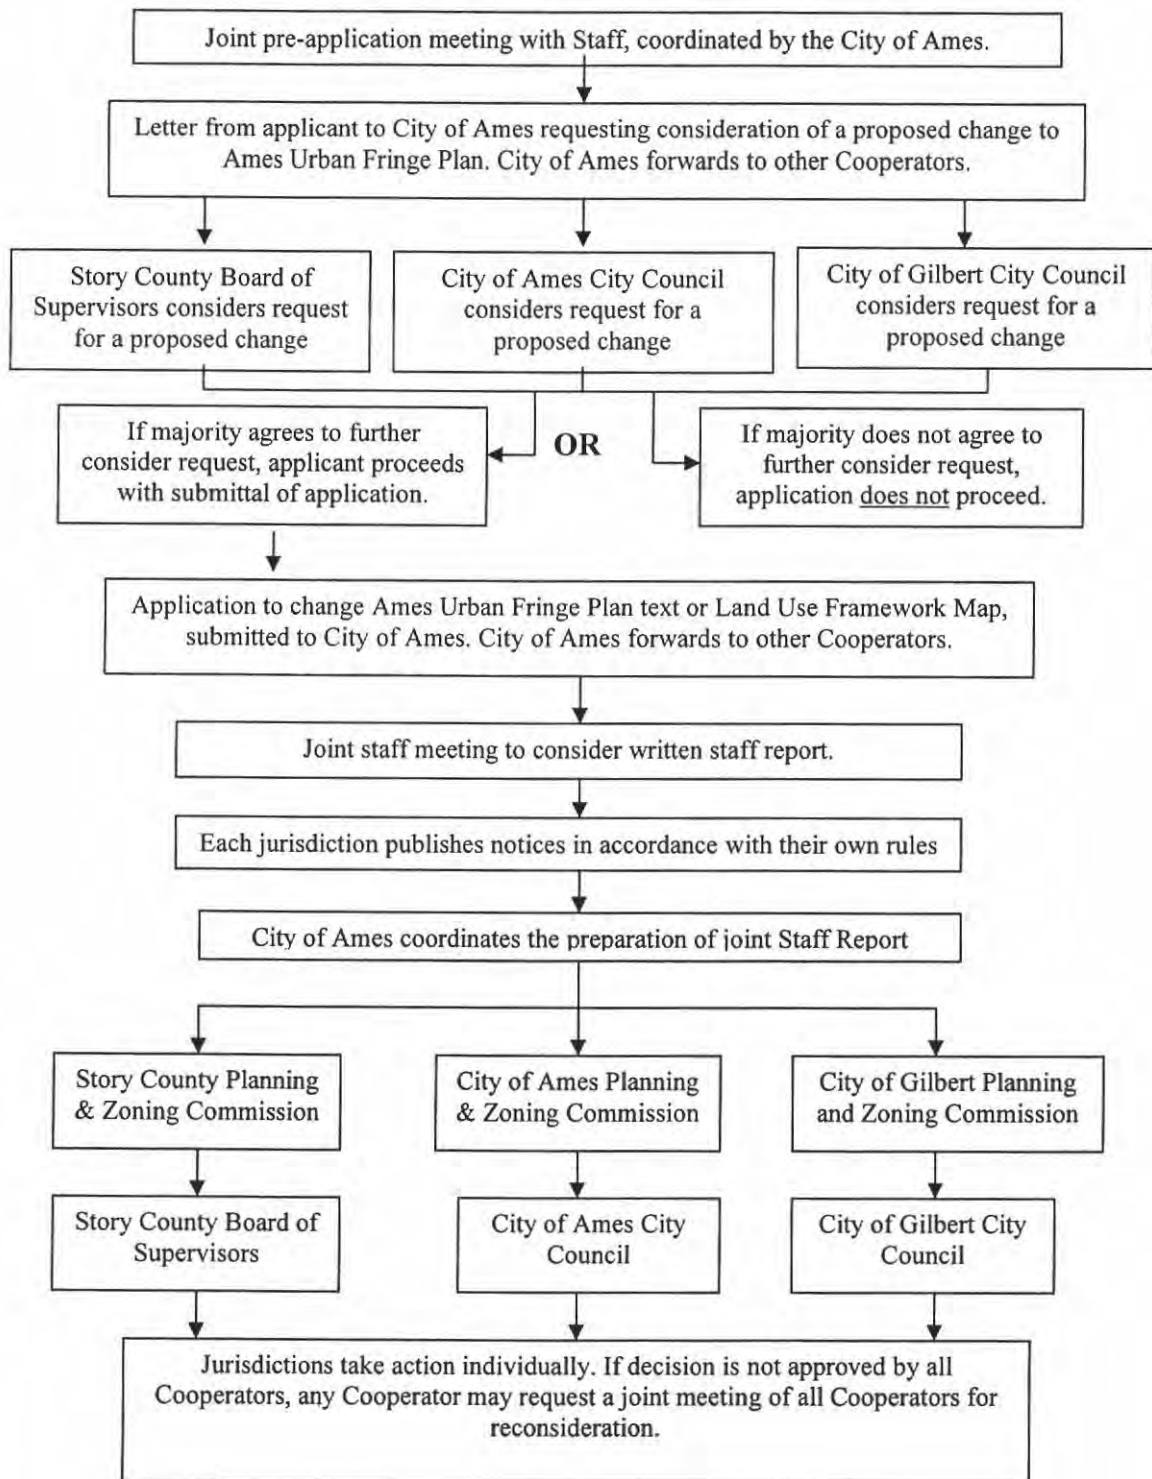 Joint pre-application meeting with Staff, coordinated by the City of Ames.
Letter from applicant to City of Ames requesting consideration of a proposed change to
Ames Urban Fringe Plan. City of Ames forwards to other Cooperators.
Story County Board of
Supervisors considers request
for a proposed change
City of Ames City Council
considers request for a
proposed change
City of Gilbert City Council
considers request for a
proposed change
If majority agrees to further
consider request, applicant proceeds
with submittal of application.
OR
If majority does not agree to
further consider request,
application does not proceed.
Application to change Ames Urban Fringe Plan text or Land Use Framework Map,
submitted to City of Ames. City of Ames forwards to other Cooperators.
Joint staff meeting to consider written staff report.
Each jurisdiction publishes notices in accordance with their own rules
City of Ames coordinates the preparation of joint Staff Report
Story County Planning
& Zoning Commission
City of Ames Planning
& Zoning Commission
City of Gilbert Planning
and Zoning Commission
Story County Board of
Supervisors
City of Ames City
Council
City of Gilbert City
Council
Jurisdictions take action individually. If decision is not approved by all
Cooperators, any Cooperator may request a joint meeting of all Cooperators for
reconsideration.